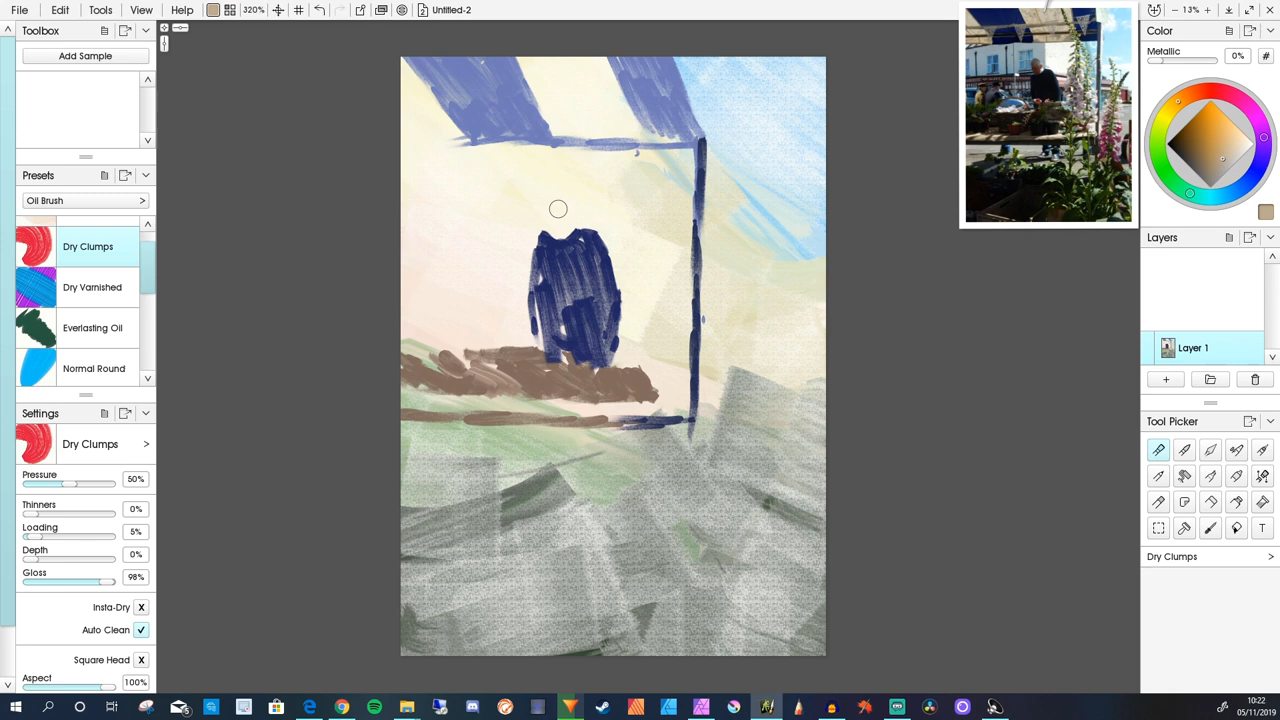 File Edit Tools View Help 320% Untitled-2 13%
Toolbox
Add Sample
Presets
Oil Brush >
Dry Clumps
Dry Varnished
Everlasting Oil
Normal Round
Settings
Dry Clumps >
Pressure 50%
Thinners 0%
Loading 5%
Depth 0%
Gloss 98%
Insta-Dry X
Auto Clean
Square Head X
Aspect 100%
Color
Metallic 0% #
Layers
Layer 1
Tool Picker
T
Dry Clumps >
10:22
05/11/2019